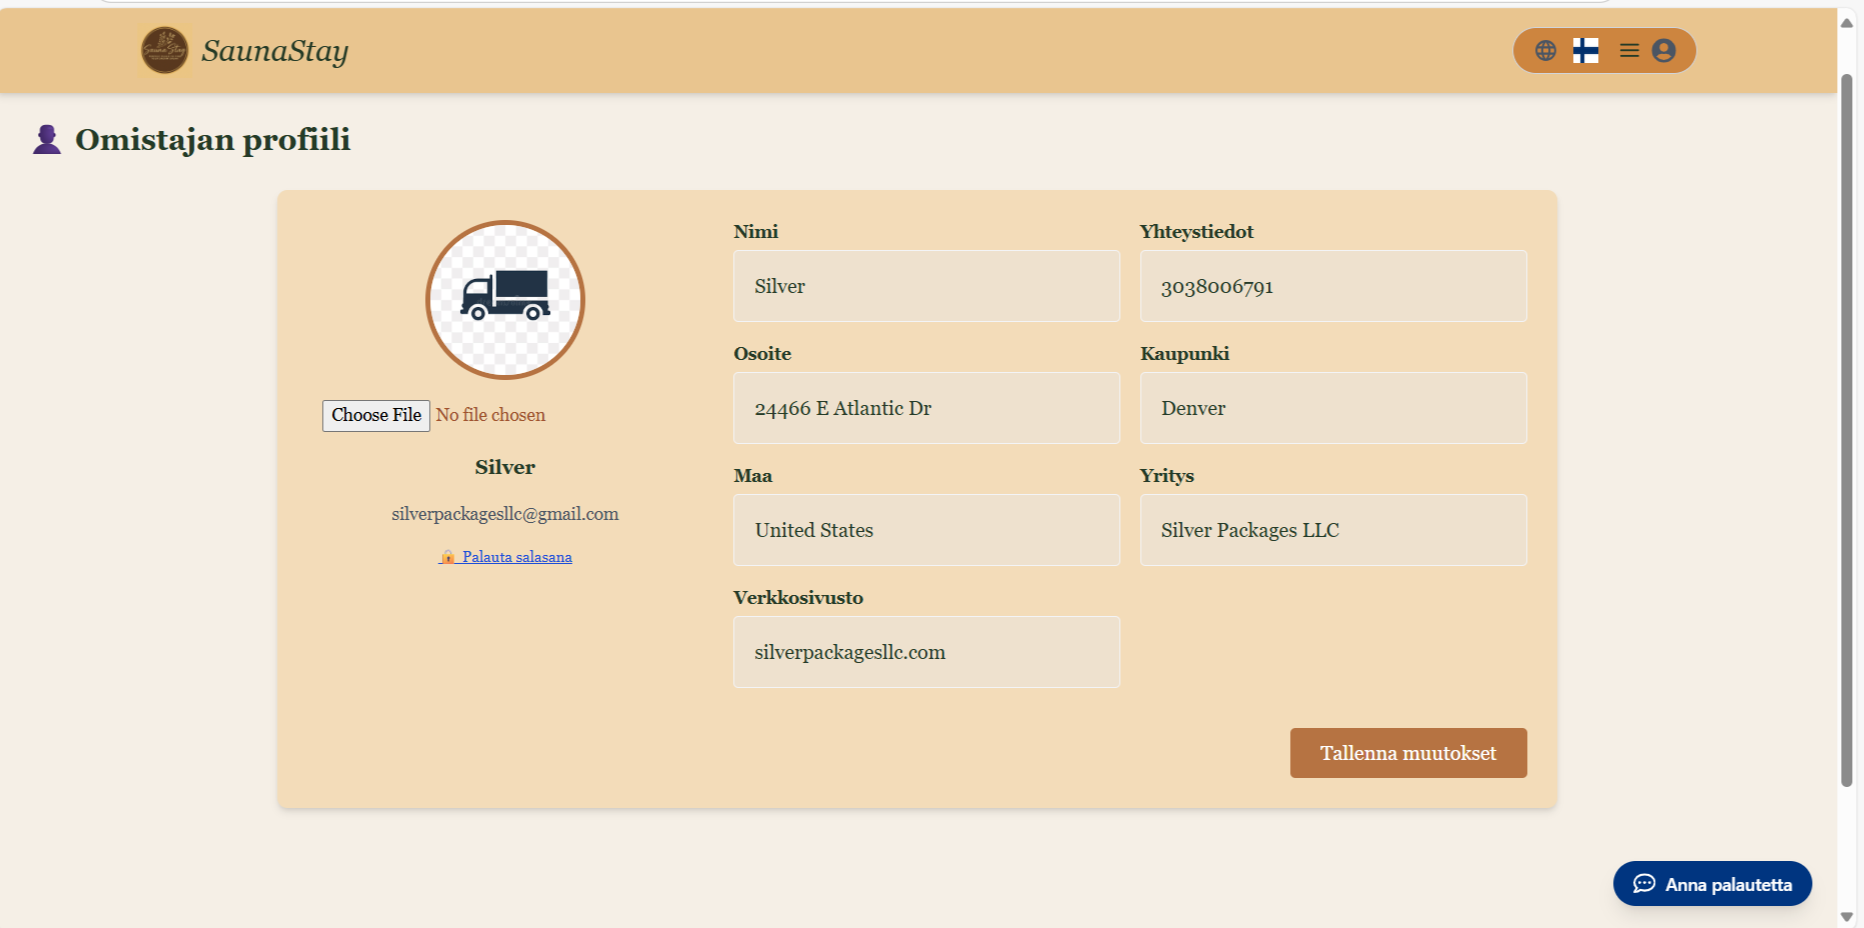 SaunaStay
Omistajan profiili
Choose File No file chosen
Silver
silverpackagesllc@gmail.com
Palauta salasana
Nimi
Silver
Yhteystiedot
3038006791
Osoite
24466 E Atlantic Dr
Kaupunki
Denver
Maa
United States
Yritys
Silver Packages LLC
Verkkosivusto
silverpackagesllc.com
Tallenna muutokset
Anna palautetta